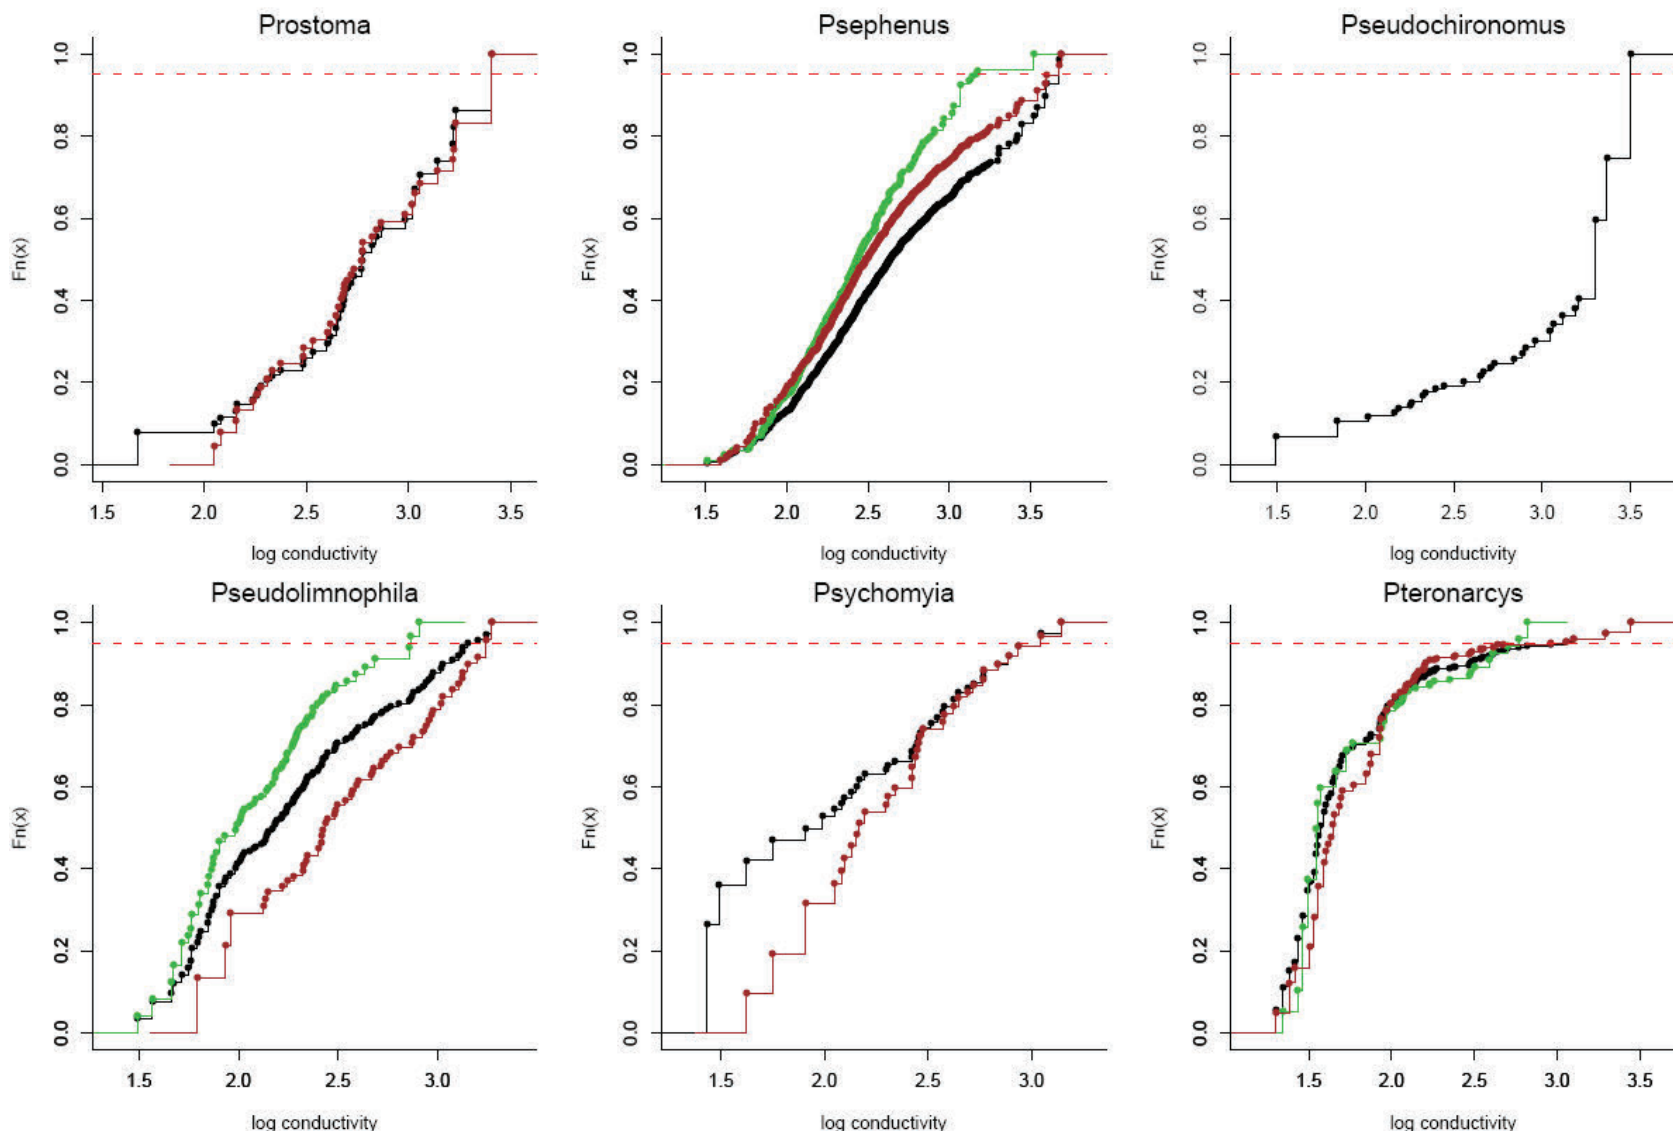 Prostoma
Fn(x)
0.0 0.2 0.4 0.6 0.8 1.0
1.5 2.0 2.5 3.0 3.5
log conductivity
Psephenus
Fn(x)
0.0 0.2 0.4 0.6 0.8 1.0
1.5 2.0 2.5 3.0 3.5
log conductivity
Pseudochironomus
Fn(x)
0.0 0.2 0.4 0.6 0.8 1.0
1.5 2.0 2.5 3.0 3.5
log conductivity
Pseudolimnophila
Fn(x)
0.0 0.2 0.4 0.6 0.8 1.0
1.5 2.0 2.5 3.0
log conductivity
Psychomyia
Fn(x)
0.0 0.2 0.4 0.6 0.8 1.0
1.5 2.0 2.5 3.0
log conductivity
Pteronarcys
Fn(x)
0.0 0.2 0.4 0.6 0.8 1.0
1.5 2.0 2.5 3.0 3.5
log conductivity